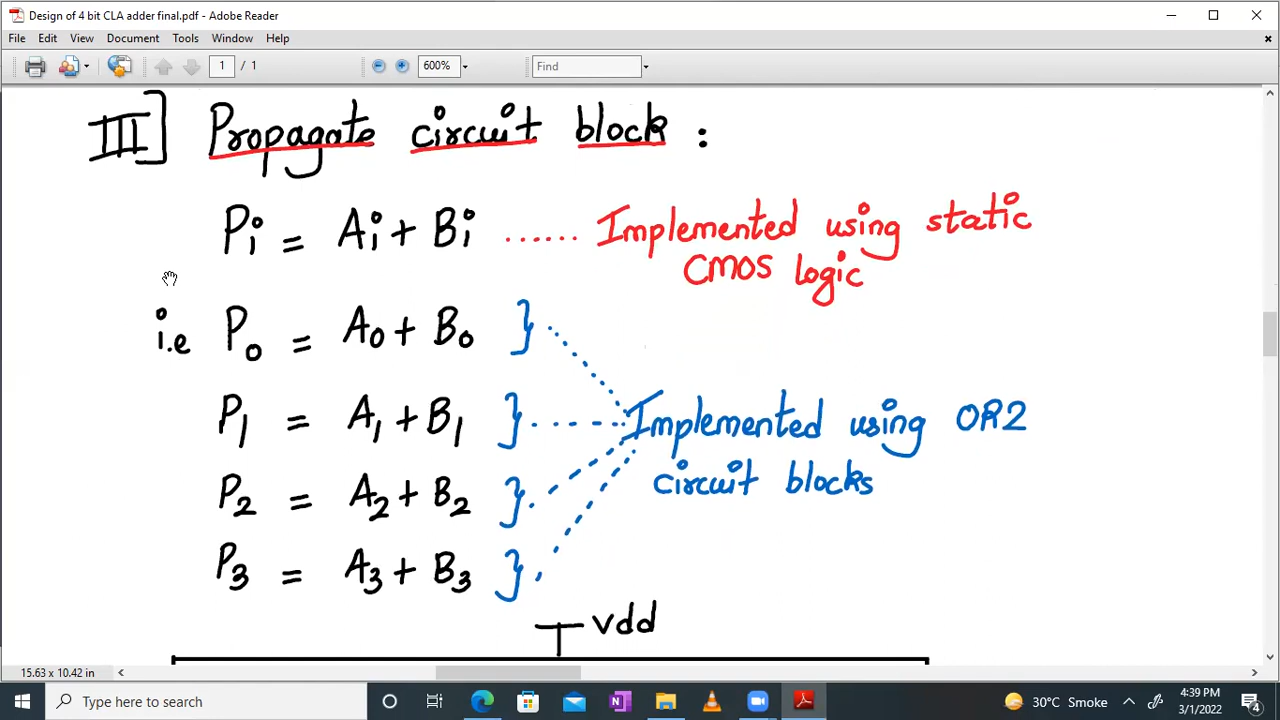 Design of 4 bit CLA adder final.pdf - Adobe Reader
File Edit View Document Tools Window Help
1 / 1 600% Find
III] Propagate circuit block :
Pi = Ai + Bi ...... Implemented using static
CMOS logic
i.e P0 = A0 + B0 }
P1 = A1 + B1 } Implemented using OR2
circuit blocks
P2 = A2 + B2 }
P3 = A3 + B3 }
vdd
15.63 x 10.42 in
Type here to search
30°C Smoke
4:39 PM
3/1/2022
4